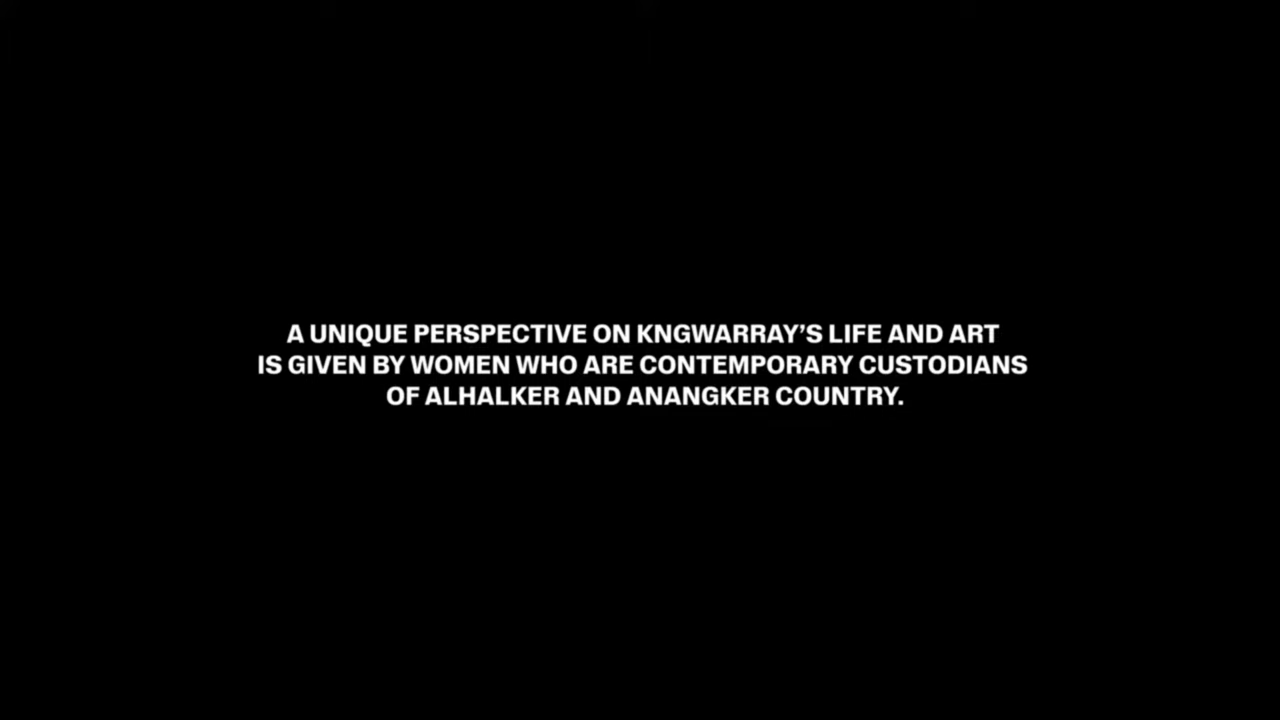 A UNIQUE PERSPECTIVE ON KNGWARRAY’S LIFE AND ART
IS GIVEN BY WOMEN WHO ARE CONTEMPORARY CUSTODIANS
OF ALHALKER AND ANANGKER COUNTRY.